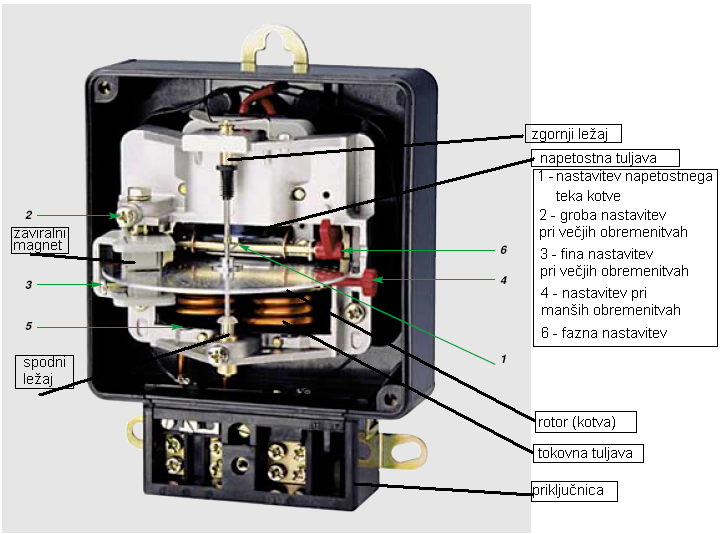 zgornji ležaj
napetostna tuljava
1 - nastavitev napetostnega
teka kotve
2 - groba nastavitev
pri večjih obremenitvah
3 - fina nastavitev
pri večjih obremenitvah
4 - nastavitev pri
manših obremenitvah
6 - fazna nastavitev
2
zaviralni
magnet
3
5
spodni
ležaj
6
4
1
rotor (kotva)
tokovna tuljava
priključnica